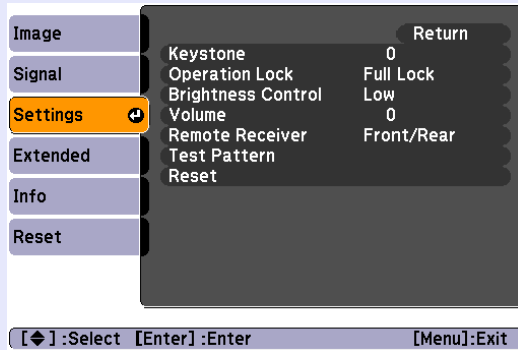 Image
Signal
Settings
Extended
Info
Reset
Return
Keystone 0
Operation Lock Full Lock
Brightness Control Low
Volume 0
Remote Receiver Front/Rear
Test Pattern
Reset
[◆] :Select [Enter] :Enter [Menu]:Exit